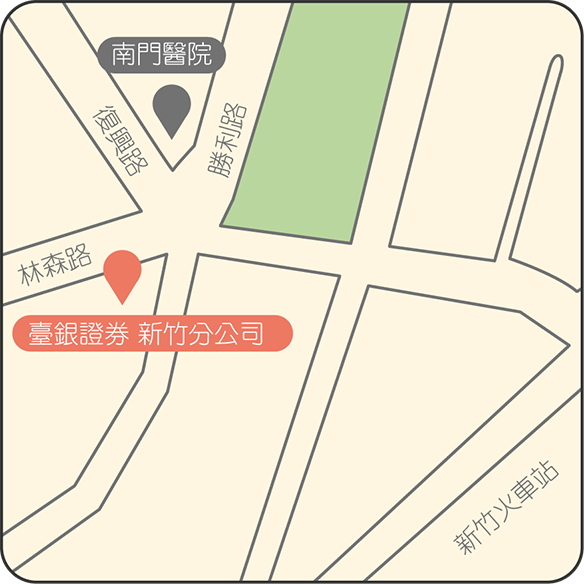 南門醫院
復興路
勝利路
林森路
臺銀證券 新竹分公司
新竹火車站